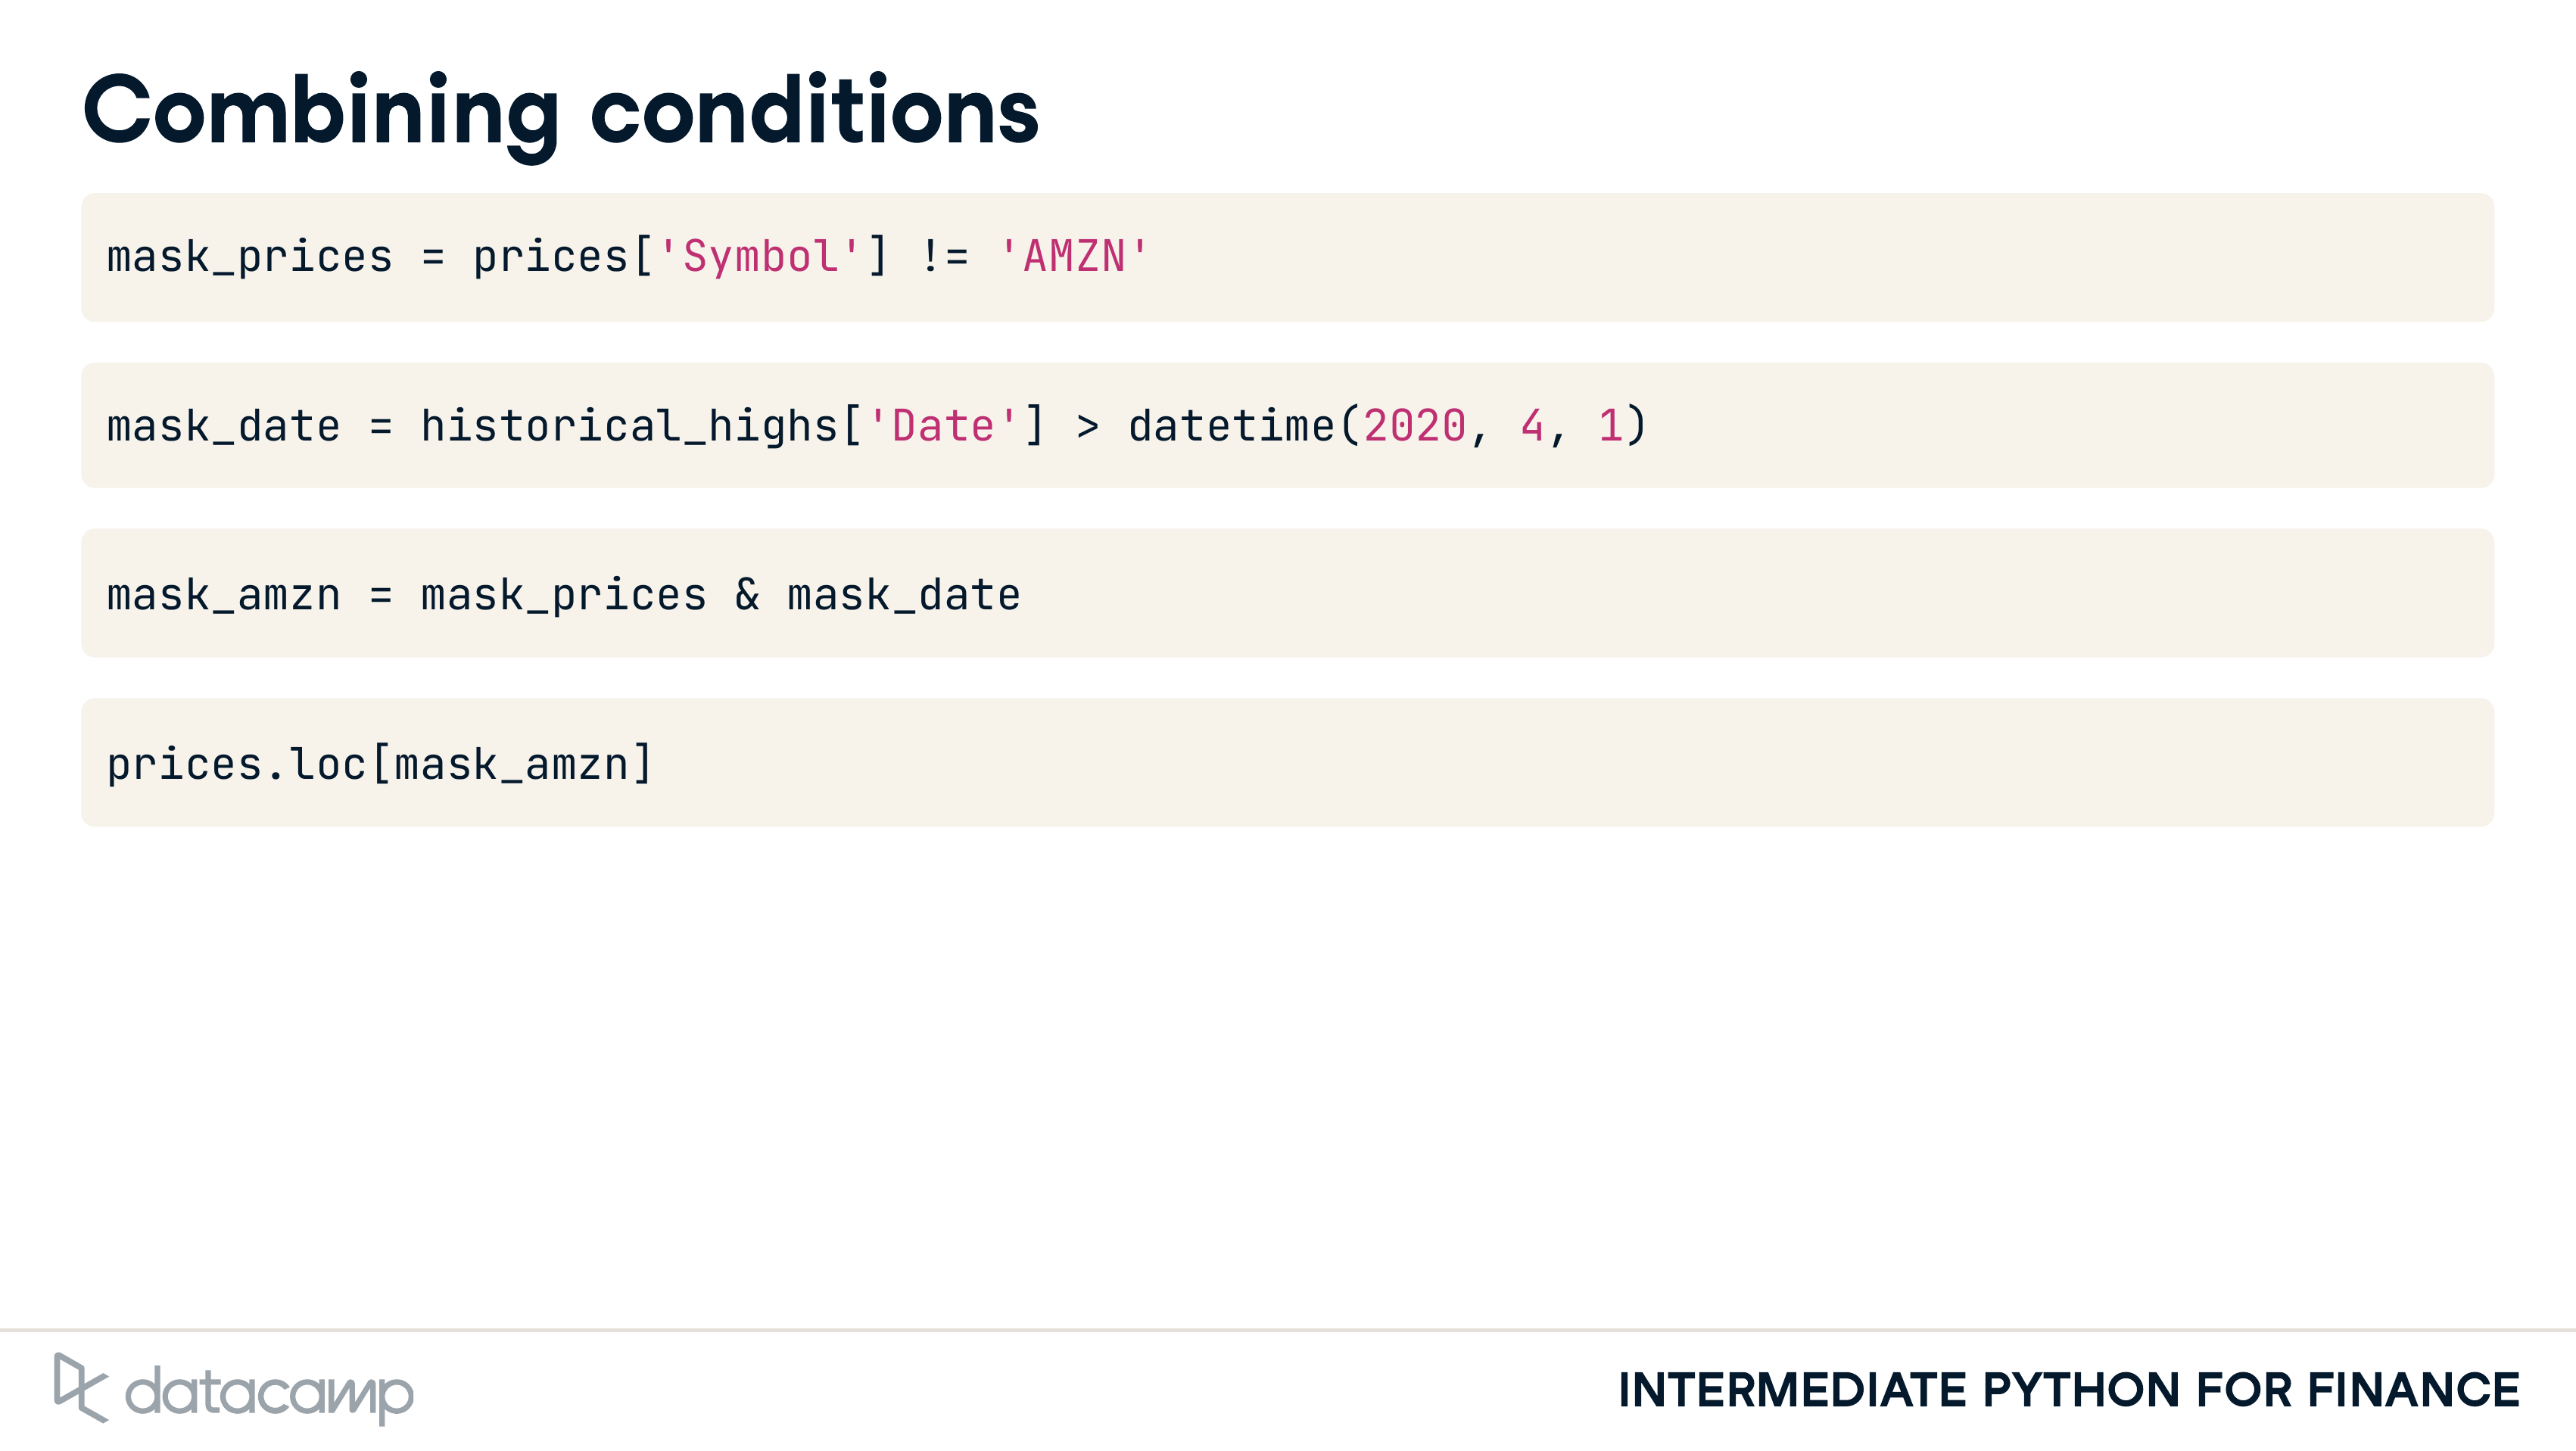 Combining conditions
mask_prices = prices['Symbol'] != 'AMZN'
mask_date = historical_highs['Date'] > datetime(2020, 4, 1)
mask_amzn = mask_prices & mask_date
prices.loc[mask_amzn]
datacamp
INTERMEDIATE PYTHON FOR FINANCE